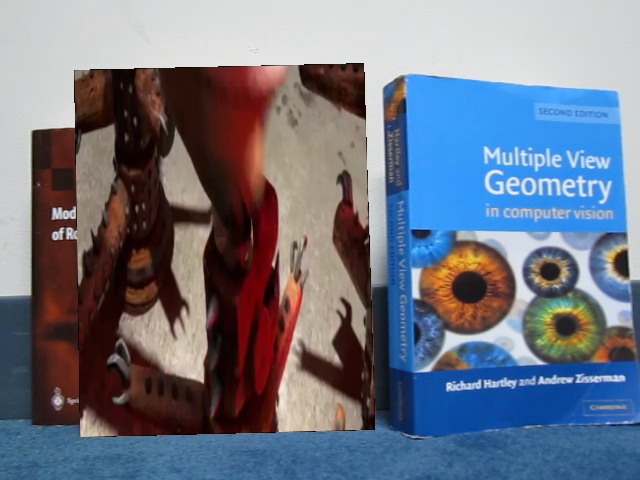 Mod
of Ro
SECOND EDITION
Multiple View
Geometry
in computer vision
Hartley and
Zisserman
Multiple View Geometry
Richard Hartley and Andrew Zisserman
CAMBRIDGE